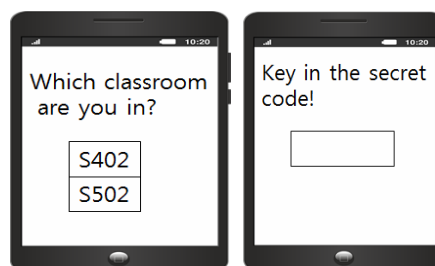 10:20
Which classroom
are you in?
S402
S502
10:20
Key in the secret
code!